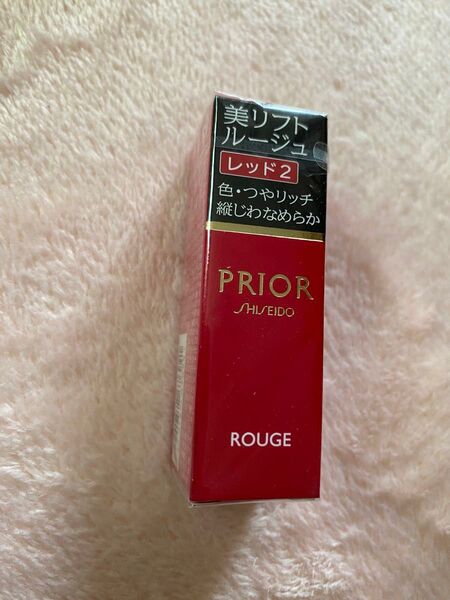 美リフト
ルージュ
レッド2
色・つやリッチ
縦じわなめらか
PRIOR
SHISEIDO
ROUGE